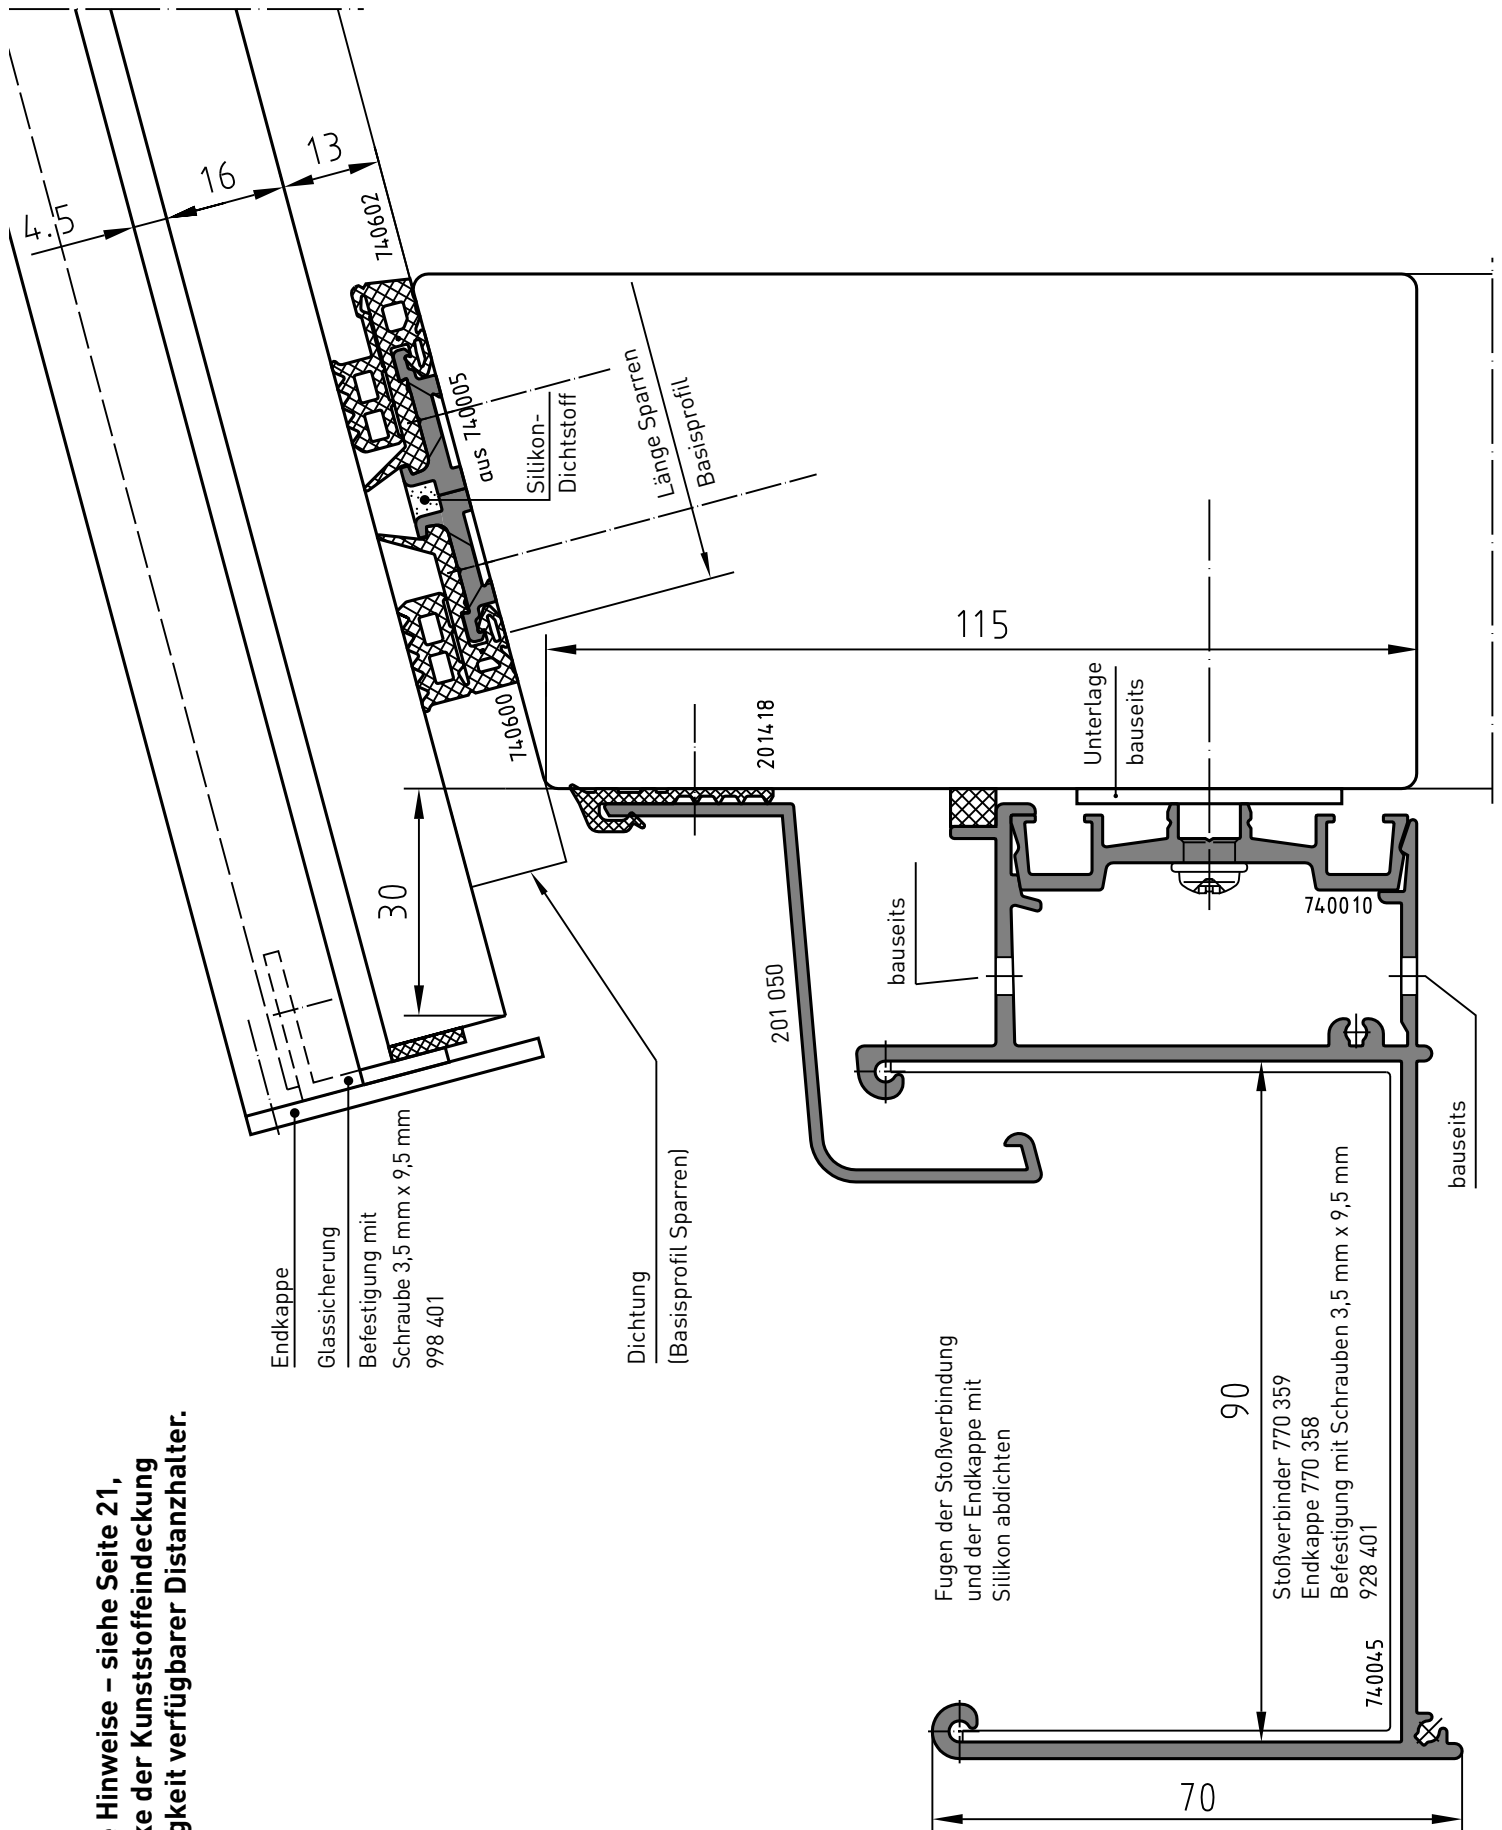 4.5
16
13
740602
aus 740005
Silikon-
Dichtstoff
Länge Sparren
Basisprofil
740600
115
201418
Unterlage
bauseits
30
201 050
bauseits
740010
bauseits
Endkappe
Glassicherung
Befestigung mit
Schraube 3,5 mm x 9,5 mm
998 401
Dichtung
(Basisprofil Sparren)
Hinweise – siehe Seite 21,
der Kunststoffeindeckung
verfügbarer Distanzhalter.
Fugen der Stoßverbindung
und der Endkappe mit
Silikon abdichten
90
Stoßverbinder 770 359
Endkappe 770 358
Befestigung mit Schrauben 3,5 mm x 9,5 mm
928 401
740045
70